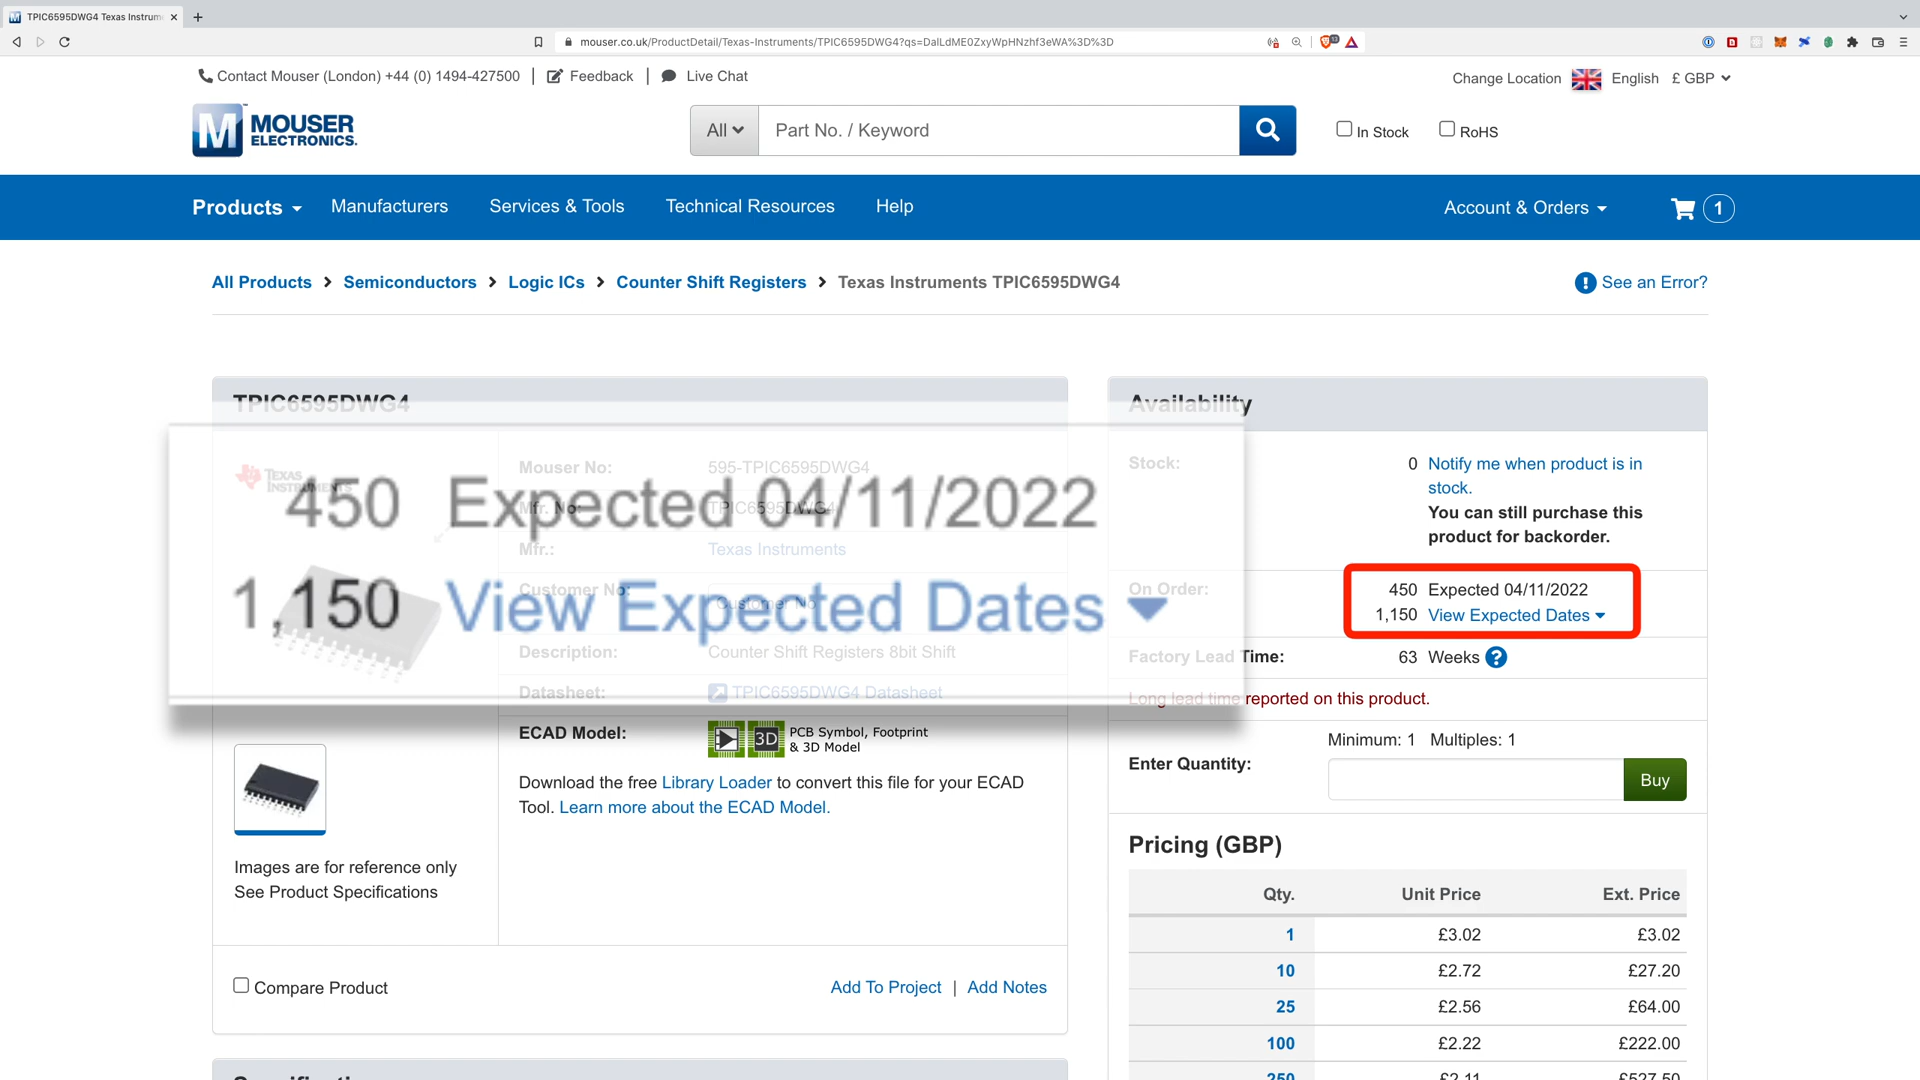 TPIC6595DWG4 Texas Instrum
mouser.co.uk/ProductDetail/Texas-Instruments/TPIC6595DWG4?qs=DalLdME0ZxyWpHNzhf3eWA%3D%3D
Contact Mouser (London) +44 (0) 1494-427500 | Feedback | Live Chat
Change Location English £ GBP
MOUSER
ELECTRONICS.
All
Part No. / Keyword
In Stock
RoHS
Products
Manufacturers
Services & Tools
Technical Resources
Help
Account & Orders
1
All Products > Semiconductors > Logic ICs > Counter Shift Registers > Texas Instruments TPIC6595DWG4
See an Error?
TPIC6595DWG4
450 Expected 04/11/2022
1,150 View Expected Dates
Texas
Instruments
Mouser No: 595-TPIC6595DWG4
Mfr. No: TPIC6595DWG4
Mfr.: Texas Instruments
Customer No: Customer No
Description: Counter Shift Registers 8bit Shift
Datasheet: TPIC6595DWG4 Datasheet
ECAD Model:
3D
PCB Symbol, Footprint
& 3D Model
Download the free Library Loader to convert this file for your ECAD
Tool. Learn more about the ECAD Model.
Images are for reference only
See Product Specifications
Compare Product
Add To Project | Add Notes
Availability
Stock:
0 Notify me when product is in
stock.
You can still purchase this
product for backorder.
On Order:
450 Expected 04/11/2022
1,150 View Expected Dates
Factory Lead Time:
63 Weeks
Long lead time reported on this product.
Minimum: 1 Multiples: 1
Enter Quantity:
Buy
Pricing (GBP)
Qty. Unit Price Ext. Price
1 £3.02 £3.02
10 £2.72 £27.20
25 £2.56 £64.00
100 £2.22 £222.00
250 £2.11 £527.50